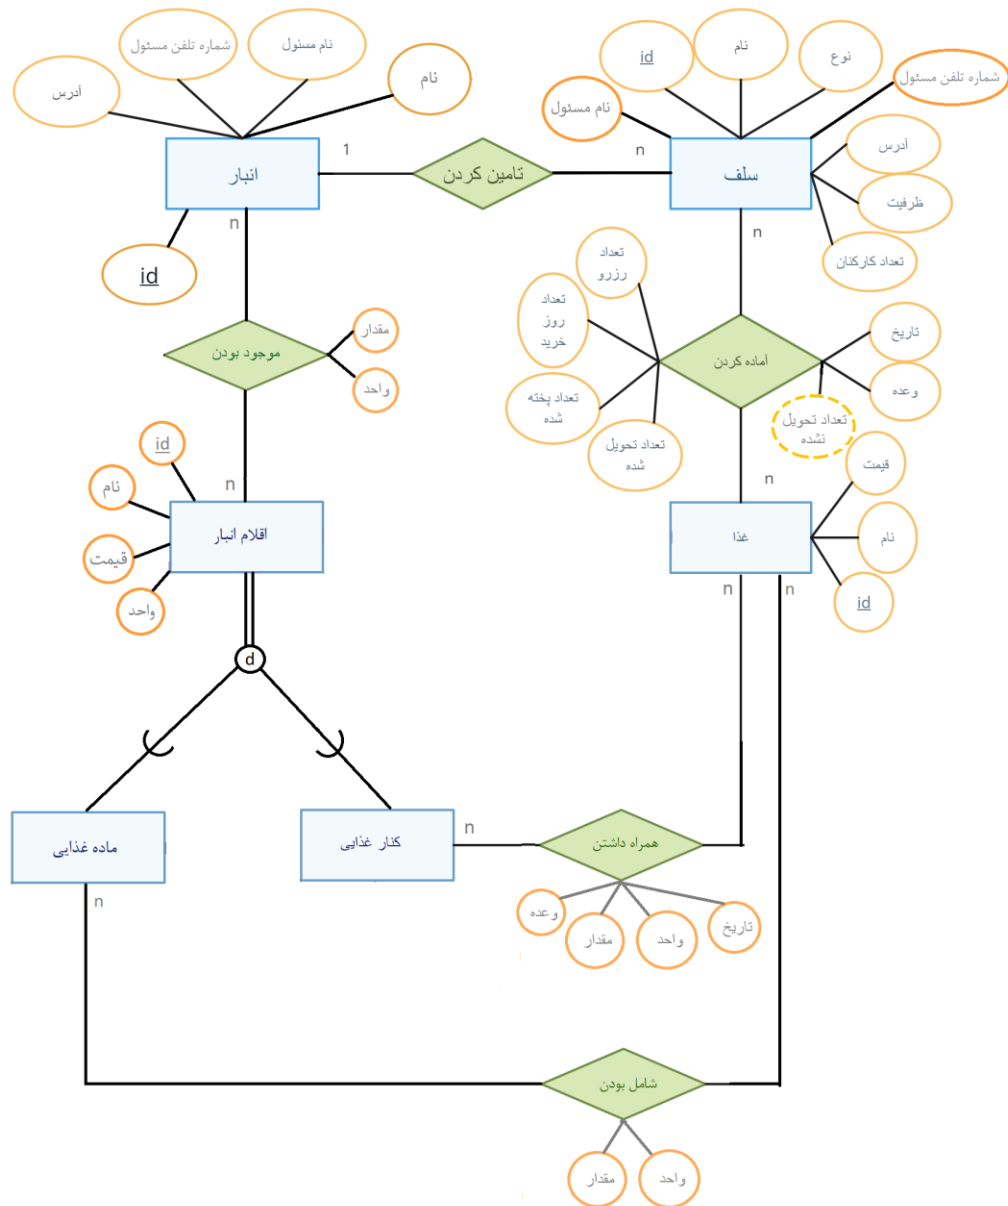 شماره تلفن مسئول
نام مسئول
نام
آدرس
انبار
1
تامین کردن
n
id
نام
نوع
id
نام مسئول
شماره تلفن مسئول
سلف
آدرس
ظرفیت
تعداد کارکنان
n
n
موجود بودن
مقدار
واحد
تعداد
رزرو
تعداد
روز
خرید
تعداد پخته
شده
تعداد تحویل
شده
آماده کردن
تاریخ
وعده
تعداد تحویل
نشده
id
نام
قیمت
واحد
n
اقلام انبار
n
غذا
قیمت
نام
id
n
n
d
ماده غذایی
کنار غذایی
n
n
همراه داشتن
وعده
مقدار
واحد
تاریخ
شامل بودن
مقدار
واحد